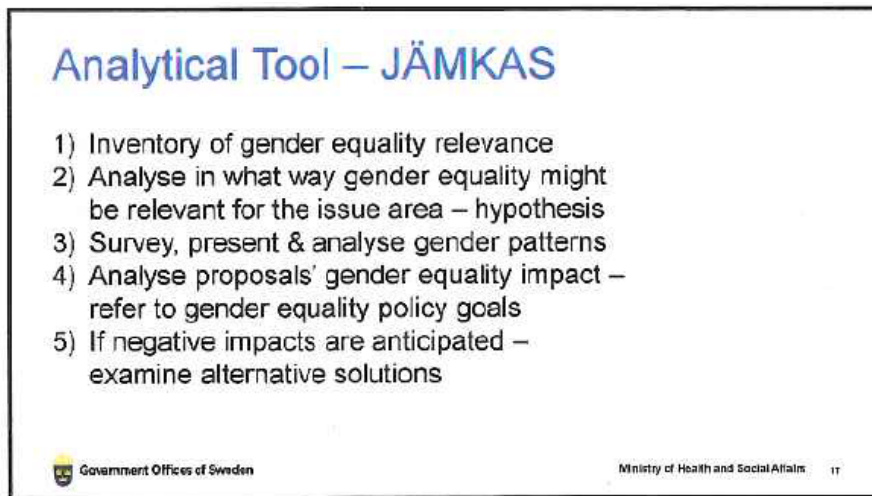 Analytical Tool – JÄMKAS
1) Inventory of gender equality relevance
2) Analyse in what way gender equality might
be relevant for the issue area – hypothesis
3) Survey, present & analyse gender patterns
4) Analyse proposals' gender equality impact –
refer to gender equality policy goals
5) If negative impacts are anticipated –
examine alternative solutions
Government Offices of Sweden
Ministry of Health and Social Affairs 17